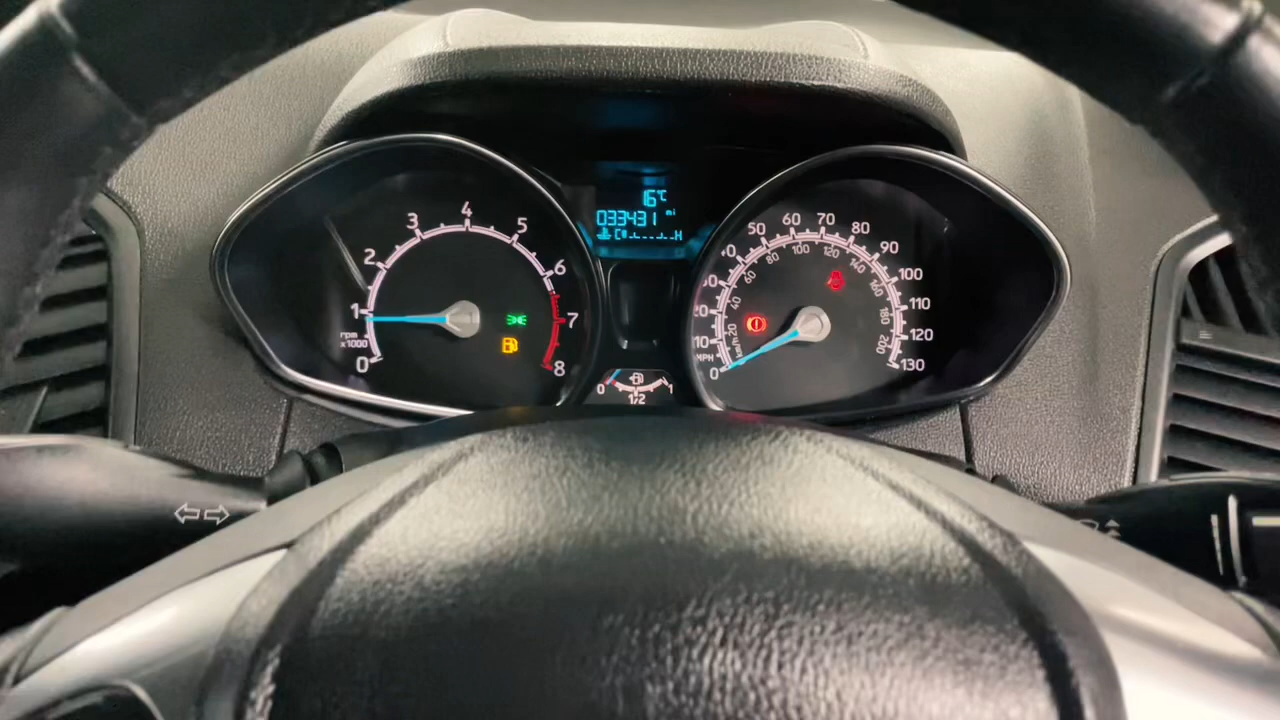 16°C
033431 mi
C H
0 1 2 3 4 5 6 7 8
rpm
x1000
0 10 20 50 60 70 80 90 100 110 120 130
MPH
km/h 20 40 60 80 100 120 140 160 180 200
0 1/2 1